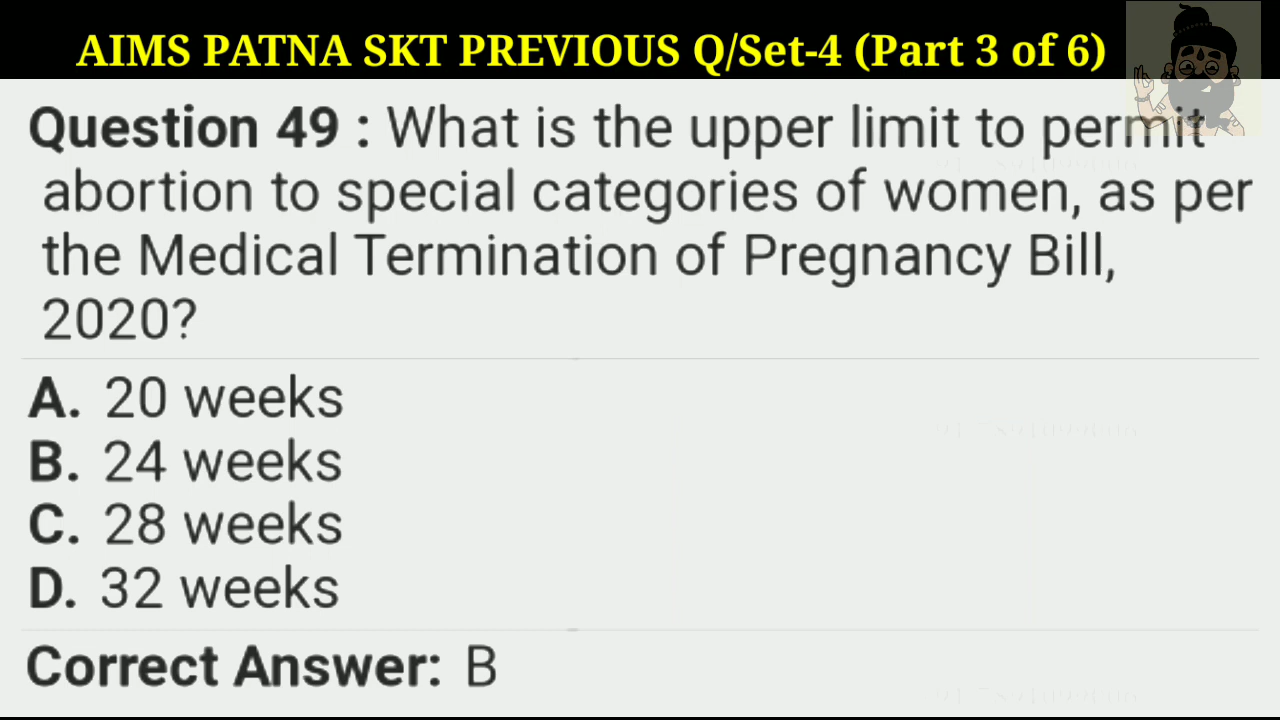 AIMS PATNA SKT PREVIOUS Q/Set-4 (Part 3 of 6)
Question 49 : What is the upper limit to permit
abortion to special categories of women, as per
the Medical Termination of Pregnancy Bill,
2020?
A. 20 weeks
B. 24 weeks
C. 28 weeks
D. 32 weeks
Correct Answer: B